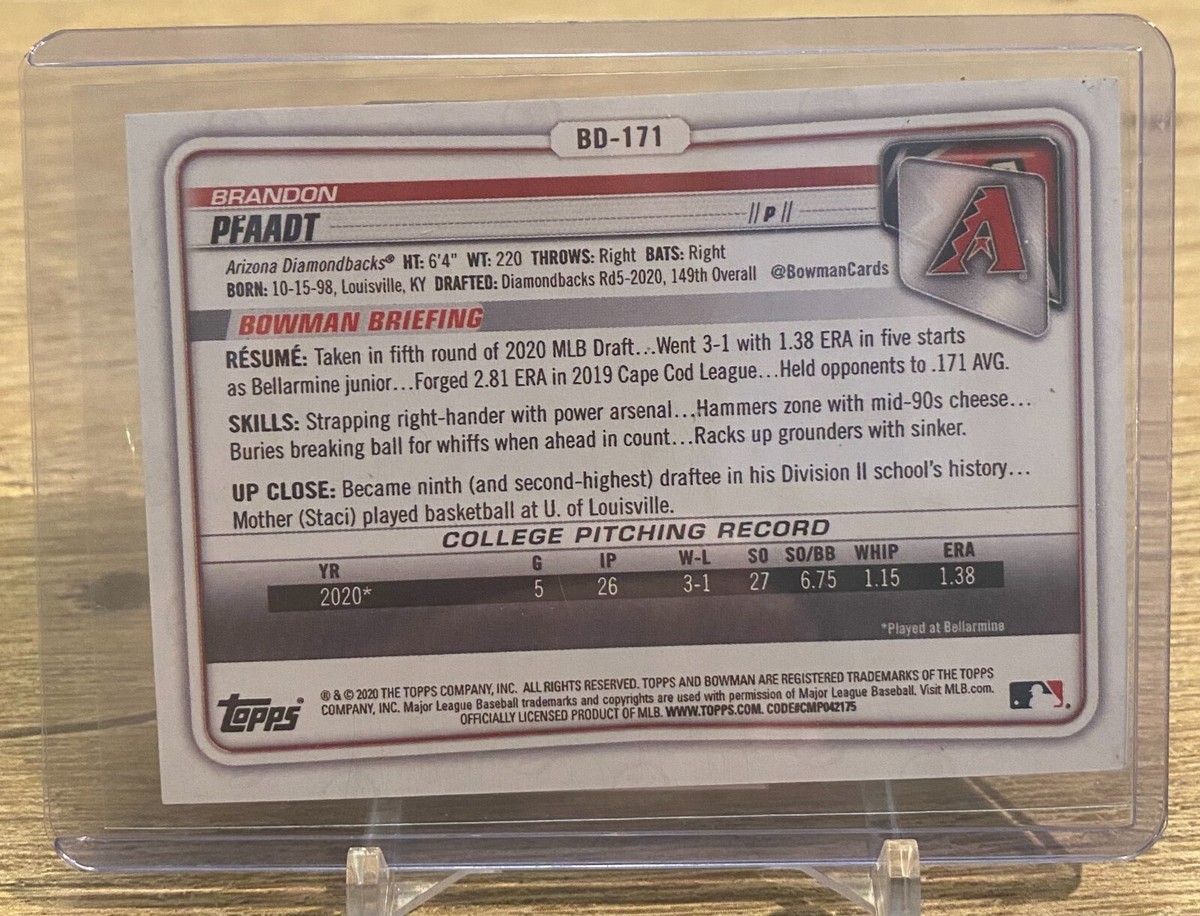 BD-171
BRANDON
PFAADT //P//
Arizona Diamondbacks® HT: 6'4" WT: 220 THROWS: Right BATS: Right
BORN: 10-15-98, Louisville, KY DRAFTED: Diamondbacks Rd5-2020, 149th Overall @BowmanCards
A
BOWMAN BRIEFING
RÉSUMÉ: Taken in fifth round of 2020 MLB Draft...Went 3-1 with 1.38 ERA in five starts
as Bellarmine junior...Forged 2.81 ERA in 2019 Cape Cod League...Held opponents to .171 AVG.
SKILLS: Strapping right-hander with power arsenal...Hammers zone with mid-90s cheese...
Buries breaking ball for whiffs when ahead in count...Racks up grounders with sinker.
UP CLOSE: Became ninth (and second-highest) draftee in his Division II school's history...
Mother (Staci) played basketball at U. of Louisville.
COLLEGE PITCHING RECORD
YR G IP W-L SO SO/BB WHIP ERA
2020* 5 26 3-1 27 6.75 1.15 1.38
*Played at Bellarmine
topps®
® & © 2020 THE TOPPS COMPANY, INC. ALL RIGHTS RESERVED. TOPPS AND BOWMAN ARE REGISTERED TRADEMARKS OF THE TOPPS
COMPANY, INC. Major League Baseball trademarks and copyrights are used with permission of Major League Baseball. Visit MLB.com.
OFFICIALLY LICENSED PRODUCT OF MLB. WWW.TOPPS.COM. CODE#CMP042175